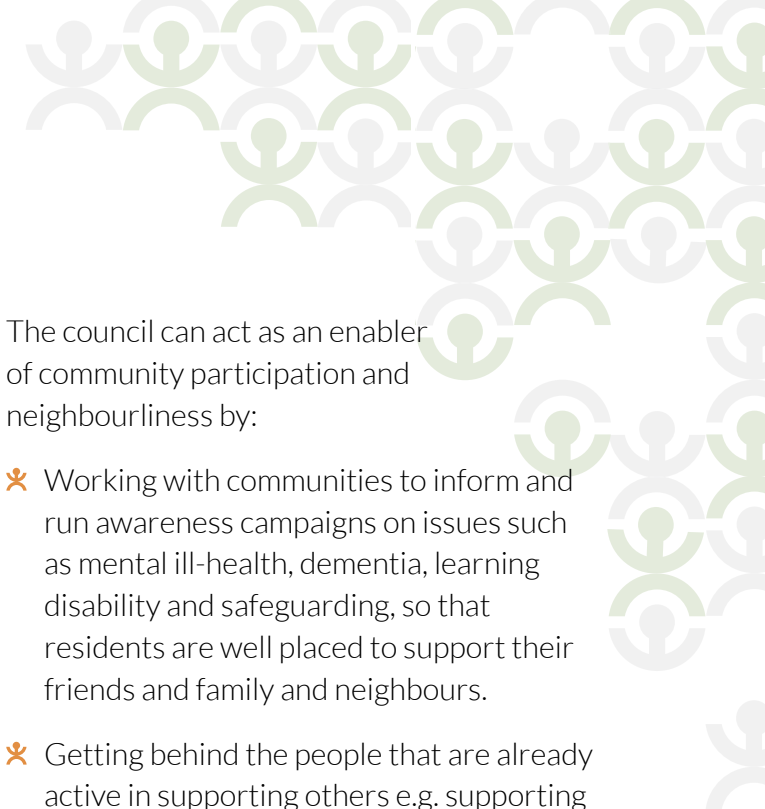 The council can act as an enabler
of community participation and
neighbourliness by:
Working with communities to inform and
run awareness campaigns on issues such
as mental ill-health, dementia, learning
disability and safeguarding, so that
residents are well placed to support their
friends and family and neighbours.
Getting behind the people that are already
active in supporting others e.g. supporting